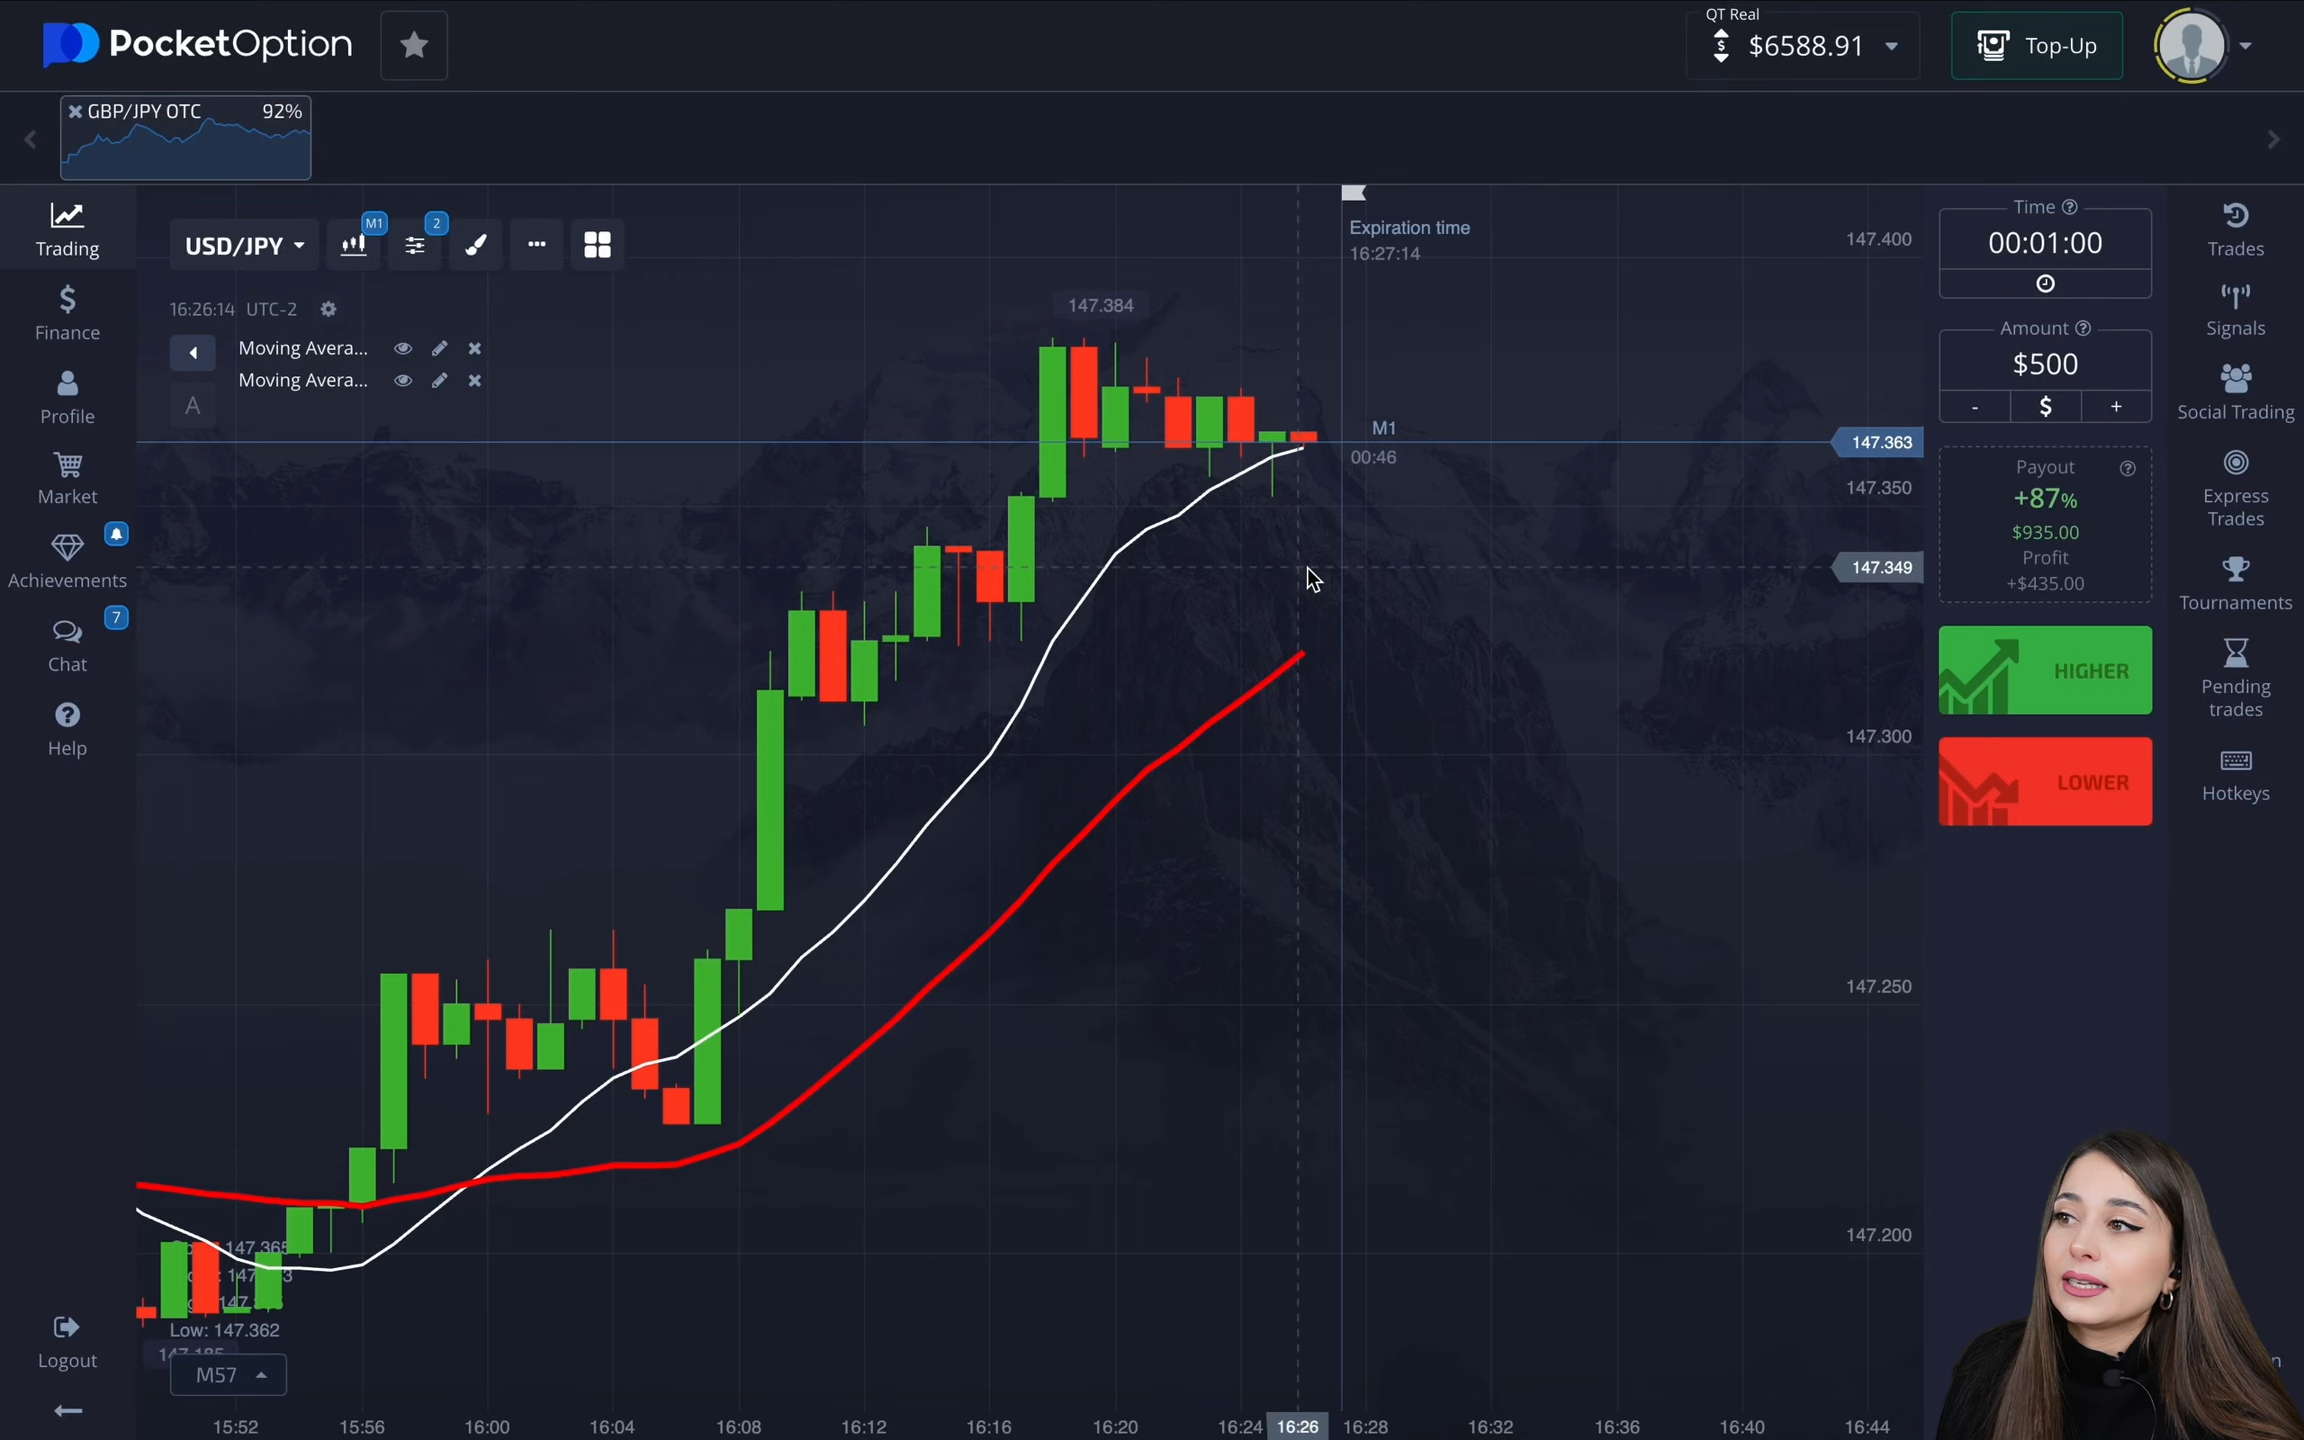 PocketOption
QT Real
$6588.91
Top-Up
GBP/JPY OTC 92%
Trading
Finance
Profile
Market
Achievements
7
Chat
Help
Logout
USD/JPY
M1
2
16:26:14 UTC-2
Moving Avera...
Moving Avera...
A
147.384
Expiration time
16:27:14
M1
00:46
147.400
147.363
147.350
147.349
147.300
147.250
147.200
147.365
Low: 147.362
147.185
M57
15:52 15:56 16:00 16:04 16:08 16:12 16:16 16:20 16:24 16:26 16:28 16:32 16:36 16:40 16:44
Time
00:01:00
Amount
$500
- $ +
Payout
+87%
$935.00
Profit
+$435.00
HIGHER
LOWER
Trades
Signals
Social Trading
Express
Trades
Tournaments
Pending
trades
Hotkeys